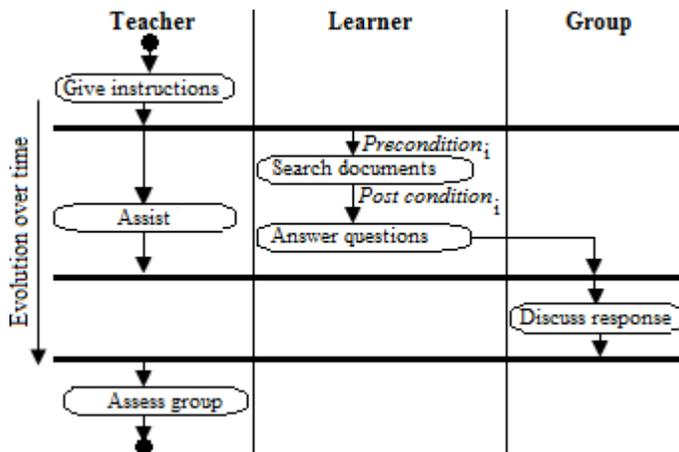 Teacher Learner Group
Give instructions
Precondition i
Search documents
Post condition i
Assist
Answer questions
Evolution over time
Discuss response
Assess group